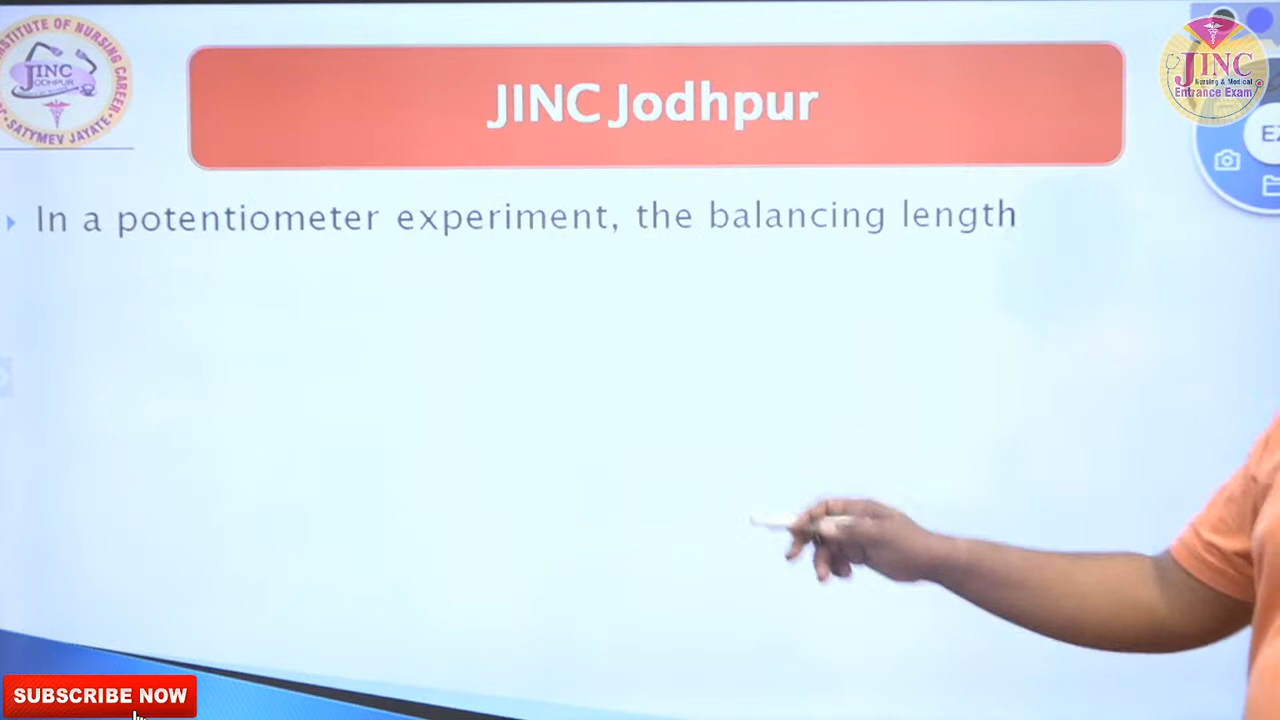 INSTITUTE OF NURSING CAREER
JINC
JODHPUR
SATYMEV JAYATE
JINC Jodhpur
JINC
Nursing & Medical
Entrance Exam
In a potentiometer experiment, the balancing length
SUBSCRIBE NOW